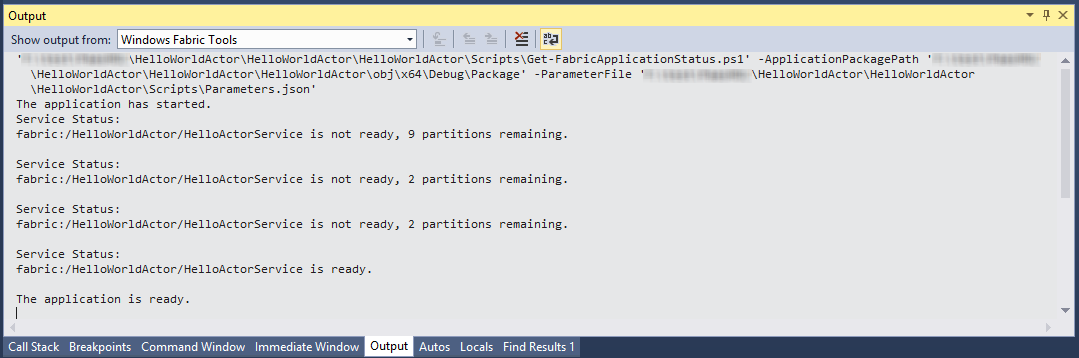 Output
Show output from: Windows Fabric Tools
\HelloWorldActor\HelloWorldActor\HelloWorldActor\Scripts\Get-FabricApplicationStatus.ps1' -ApplicationPackagePath '
\HelloWorldActor\HelloWorldActor\HelloWorldActor\obj\x64\Debug\Package' -ParameterFile ' \HelloWorldActor\HelloWorldActor
\HelloWorldActor\Scripts\Parameters.json'
The application has started.
Service Status:
fabric:/HelloWorldActor/HelloActorService is not ready, 9 partitions remaining.
Service Status:
fabric:/HelloWorldActor/HelloActorService is not ready, 2 partitions remaining.
Service Status:
fabric:/HelloWorldActor/HelloActorService is not ready, 2 partitions remaining.
Service Status:
fabric:/HelloWorldActor/HelloActorService is ready.
The application is ready.
Call Stack Breakpoints Command Window Immediate Window Output Autos Locals Find Results 1